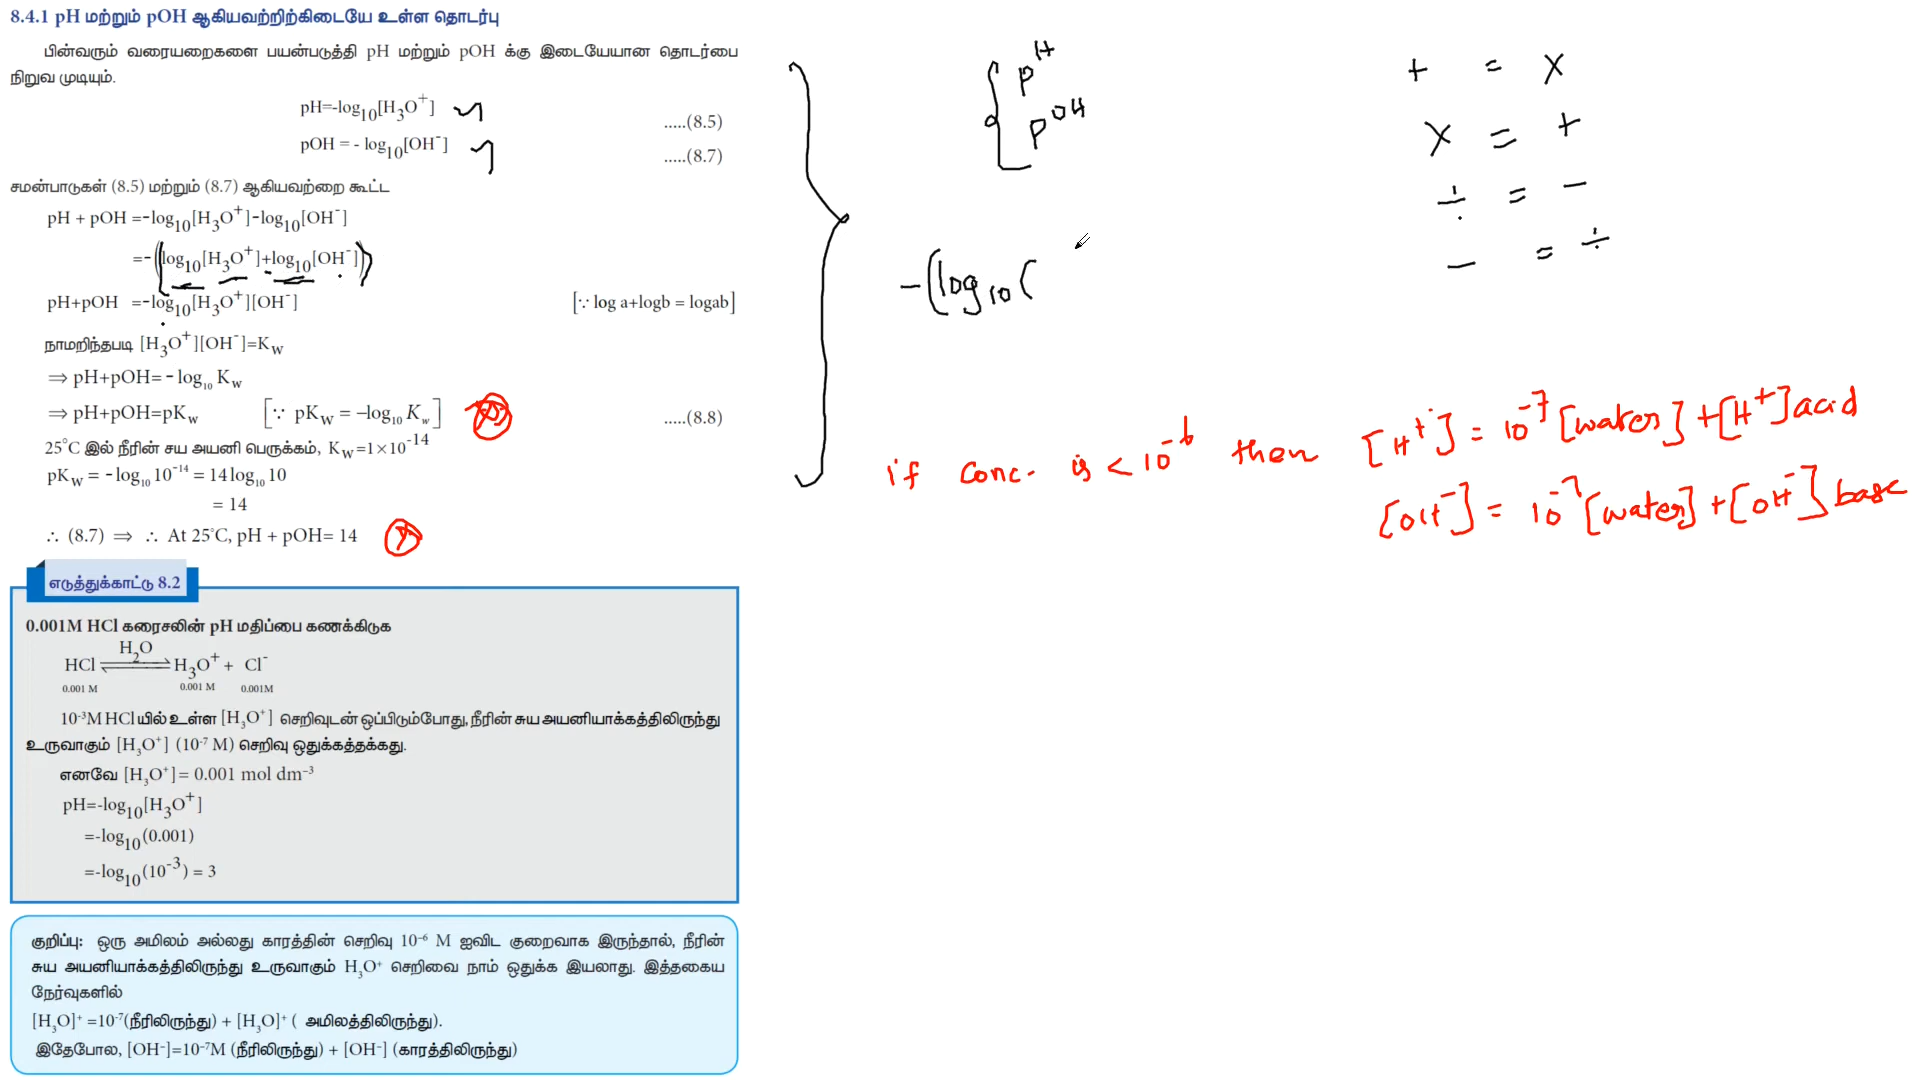 8.4.1 pH மற்றும் pOH ஆகியவற்றிற்கிடையே உள்ள தொடர்பு
பின்வரும் வரையறைகளை பயன்படுத்தி pH மற்றும் pOH க்கு இடையேயான தொடர்பை
நிறுவ முடியும்.
pH=-log₁₀[H₃O⁺]
.....(8.5)
pOH = - log₁₀[OH⁻]
.....(8.7)
சமன்பாடுகள் (8.5) மற்றும் (8.7) ஆகியவற்றை கூட்ட
pH + pOH =-log₁₀[H₃O⁺]-log₁₀[OH⁻]
=-(log₁₀[H₃O⁺]+log₁₀[OH⁻])
pH+pOH =-log₁₀[H₃O⁺][OH⁻] [∵ log a+logb = logab]
நாமறிந்தபடி [H₃O⁺][OH⁻]=K_W
⇒ pH+pOH= - log₁₀ K_W
⇒ pH+pOH=pK_W [∵ pK_W = −log₁₀ K_w] .....(8.8)
25°C இல் நீரின் சுய அயனி பெருக்கம், K_W=1×10⁻¹⁴
pK_W = - log₁₀ 10⁻¹⁴ = 14log₁₀ 10
= 14
∴ (8.7) ⇒ ∴ At 25°C, pH + pOH= 14
எடுத்துக்காட்டு 8.2
0.001M HCl கரைசலின் pH மதிப்பை கணக்கிடுக
H₂O
HCl ⇌ H₃O⁺ + Cl⁻
0.001 M 0.001 M 0.001M
10⁻³M HCl யில் உள்ள [H₃O⁺] செறிவுடன் ஒப்பிடும்போது, நீரின் சுய அயனியாக்கத்திலிருந்து
உருவாகும் [H₃O⁺] (10⁻⁷ M) செறிவு ஒதுக்கத்தக்கது.
எனவே [H₃O⁺]= 0.001 mol dm⁻³
pH=-log₁₀[H₃O⁺]
=-log₁₀(0.001)
=-log₁₀(10⁻³) = 3
குறிப்பு: ஒரு அமிலம் அல்லது காரத்தின் செறிவு 10⁻⁶ M ஐவிட குறைவாக இருந்தால், நீரின்
சுய அயனியாக்கத்திலிருந்து உருவாகும் H₃O⁺ செறிவை நாம் ஒதுக்க இயலாது. இத்தகைய
நேர்வுகளில்
[H₃O]⁺ =10⁻⁷(நீரிலிருந்து) + [H₃O]⁺ ( அமிலத்திலிருந்து).
இதேபோல, [OH⁻]=10⁻⁷M (நீரிலிருந்து) + [OH⁻] (காரத்திலிருந்து)
p^H
p^OH
-(log₁₀(
+ = ×
× = +
÷ = -
- = ÷
if conc. is < 10⁻⁶ then [H⁺] = 10⁻⁷ [water] + [H⁺] acid
[OH⁻] = 10⁻⁷ [water] + [OH⁻] base